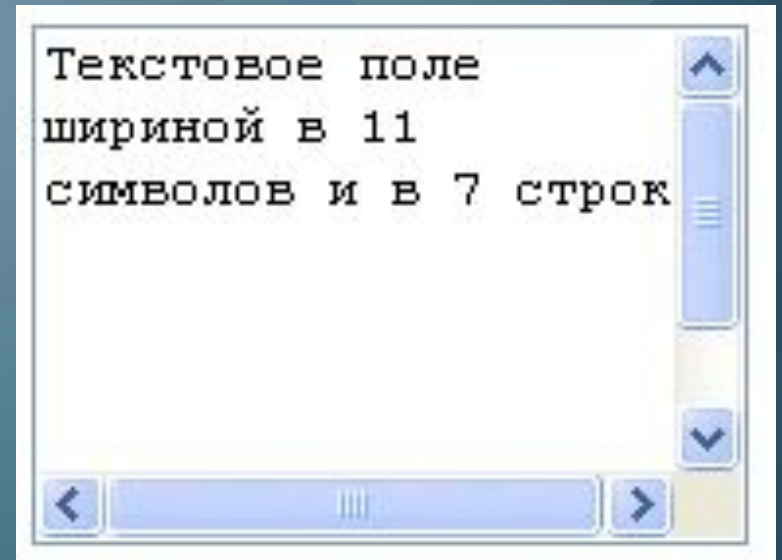 Текстовое поле
шириной в 11
символов и в 7 строк